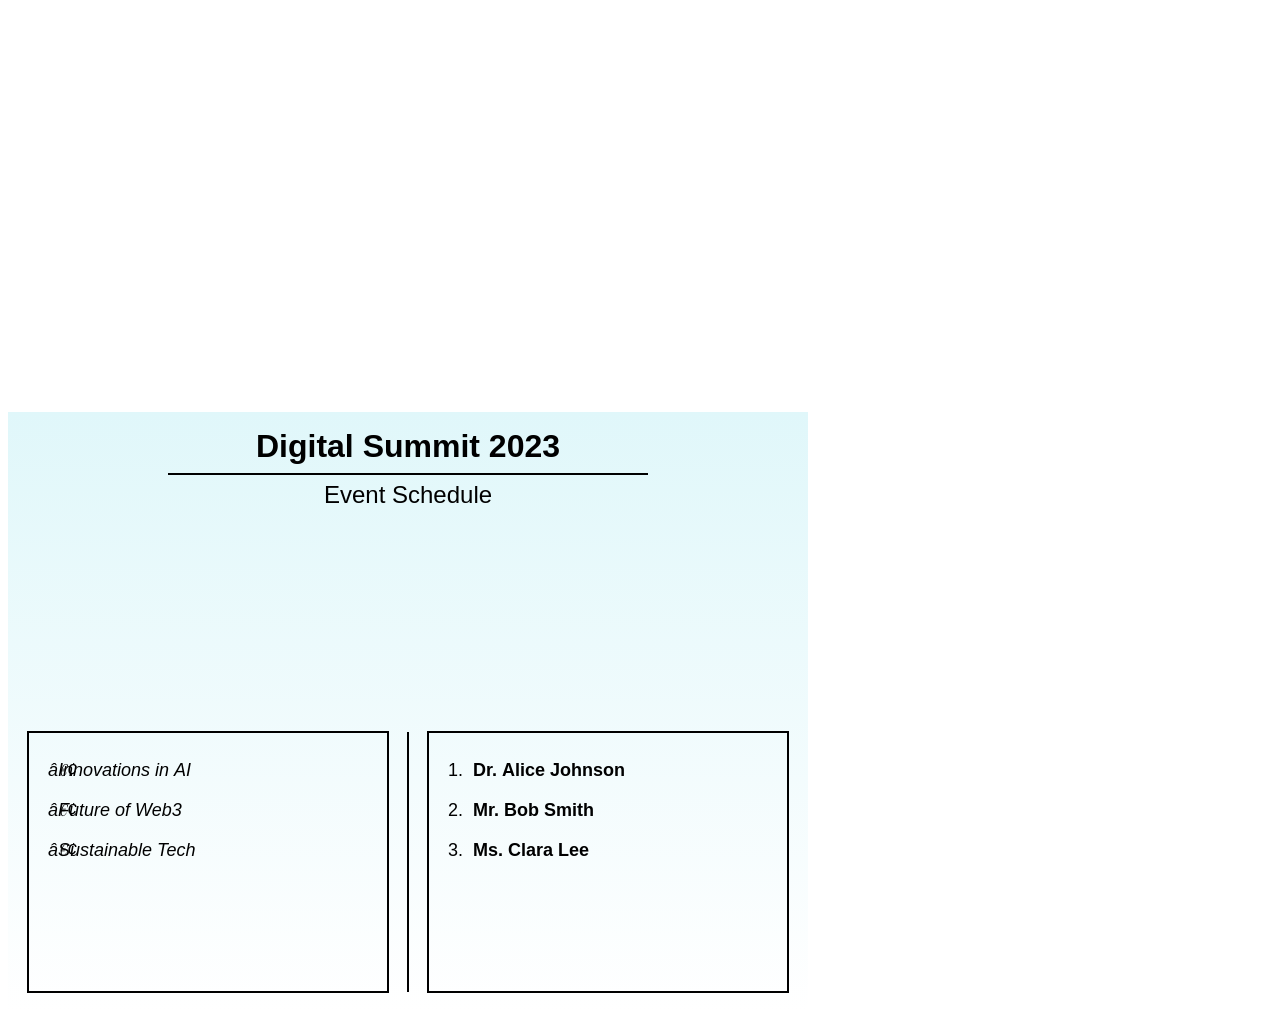 Digital Summit 2023
Event Schedule
Innovations in AI
Future of Web3
Sustainable Tech
1. Dr. Alice Johnson
2. Mr. Bob Smith
3. Ms. Clara Lee